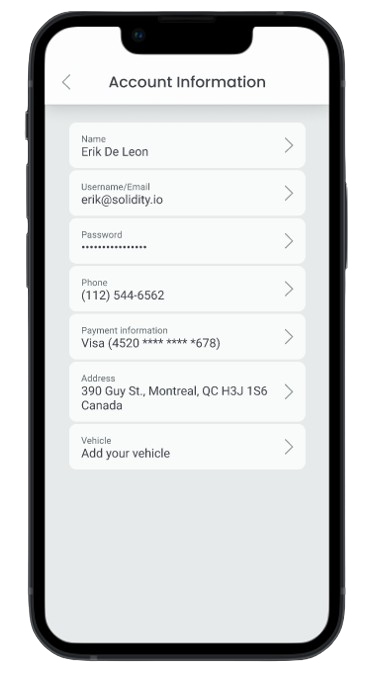 Account Information
Name
Erik De Leon
Username/Email
erik@solidity.io
Password
••••••••••••••••
Phone
(112) 544-6562
Payment information
Visa (4520 **** **** *678)
Address
390 Guy St., Montreal, QC H3J 1S6
Canada
Vehicle
Add your vehicle